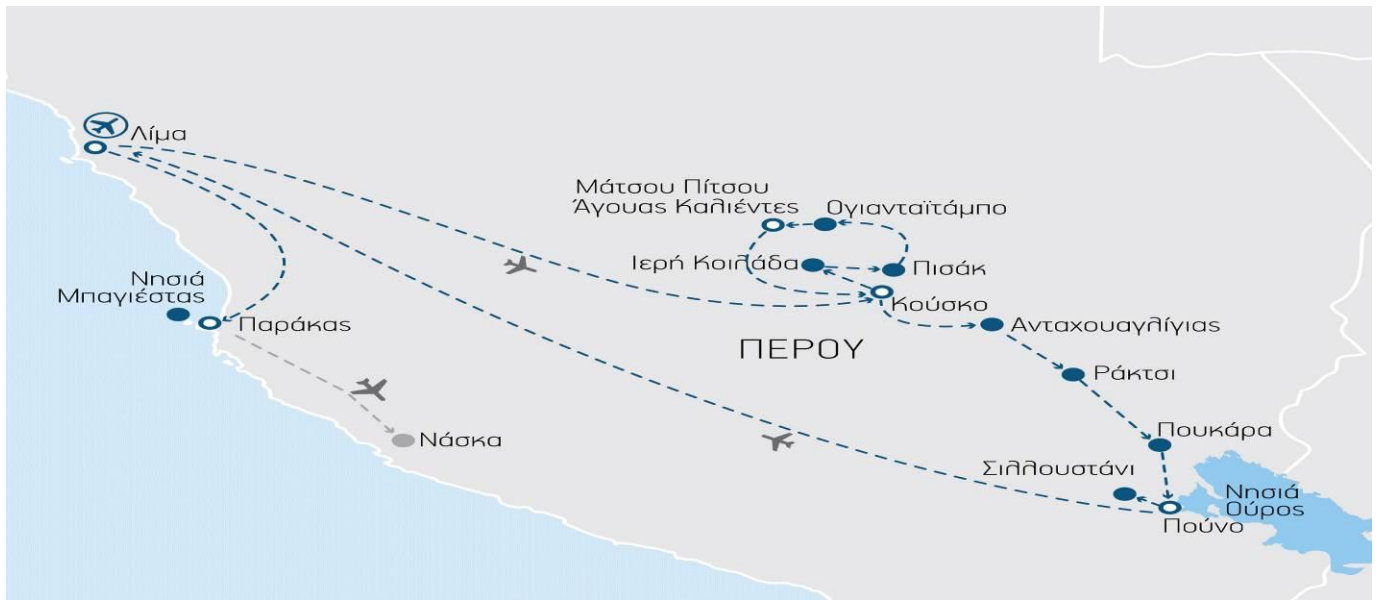 Λίμα
Μάτσου Πίτσου
Άγουας Καλιέντες
Ογιανταϊτάμπο
Ιερή Κοιλάδα
Πισάκ
Νησιά
Μπαγιέστας
Κούσκο
Παράκας
Ανταχουαγλίγιας
ΠΕΡΟΥ
Ράκτσι
Νάσκα
Πουκάρα
Σιλλουστάνι
Νησιά
Ούρος
Πούνο